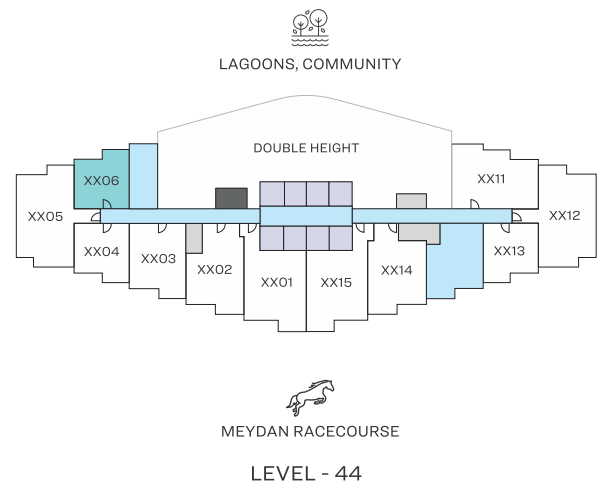 LAGOONS, COMMUNITY
DOUBLE HEIGHT
XX06
XX11
XX05
XX12
XX04
XX03
XX02
XX01
XX15
XX14
XX13
MEYDAN RACECOURSE
LEVEL - 44